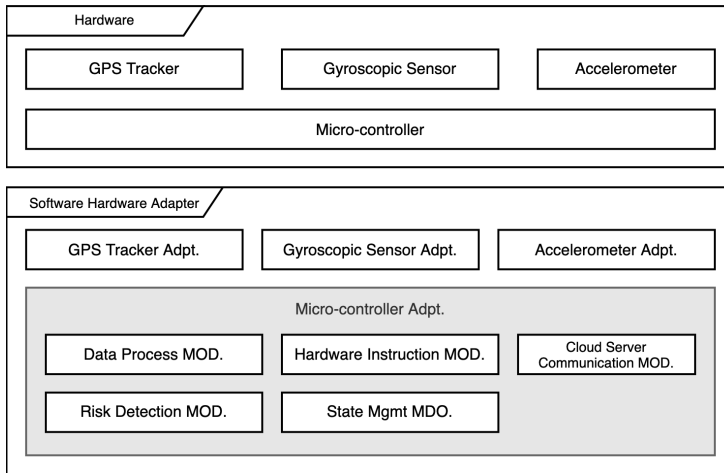 Hardware
GPS Tracker
Gyroscopic Sensor
Accelerometer
Micro-controller
Software Hardware Adapter
GPS Tracker Adpt.
Gyroscopic Sensor Adpt.
Accelerometer Adpt.
Micro-controller Adpt.
Data Process MOD.
Hardware Instruction MOD.
Cloud Server
Communication MOD.
Risk Detection MOD.
State Mgmt MDO.